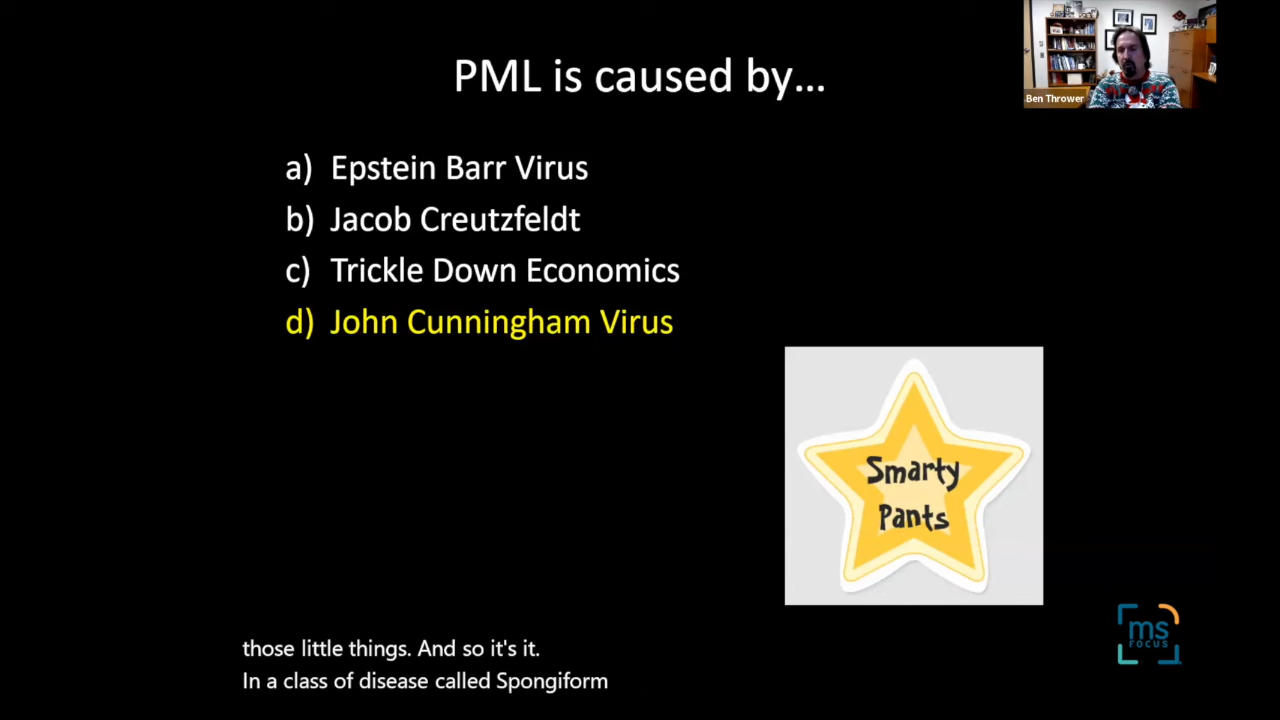 PML is caused by...
Ben Thrower
a) Epstein Barr Virus
b) Jacob Creutzfeldt
c) Trickle Down Economics
d) John Cunningham Virus
Smarty
Pants
ms
FOCUS
those little things. And so it's it.
In a class of disease called Spongiform